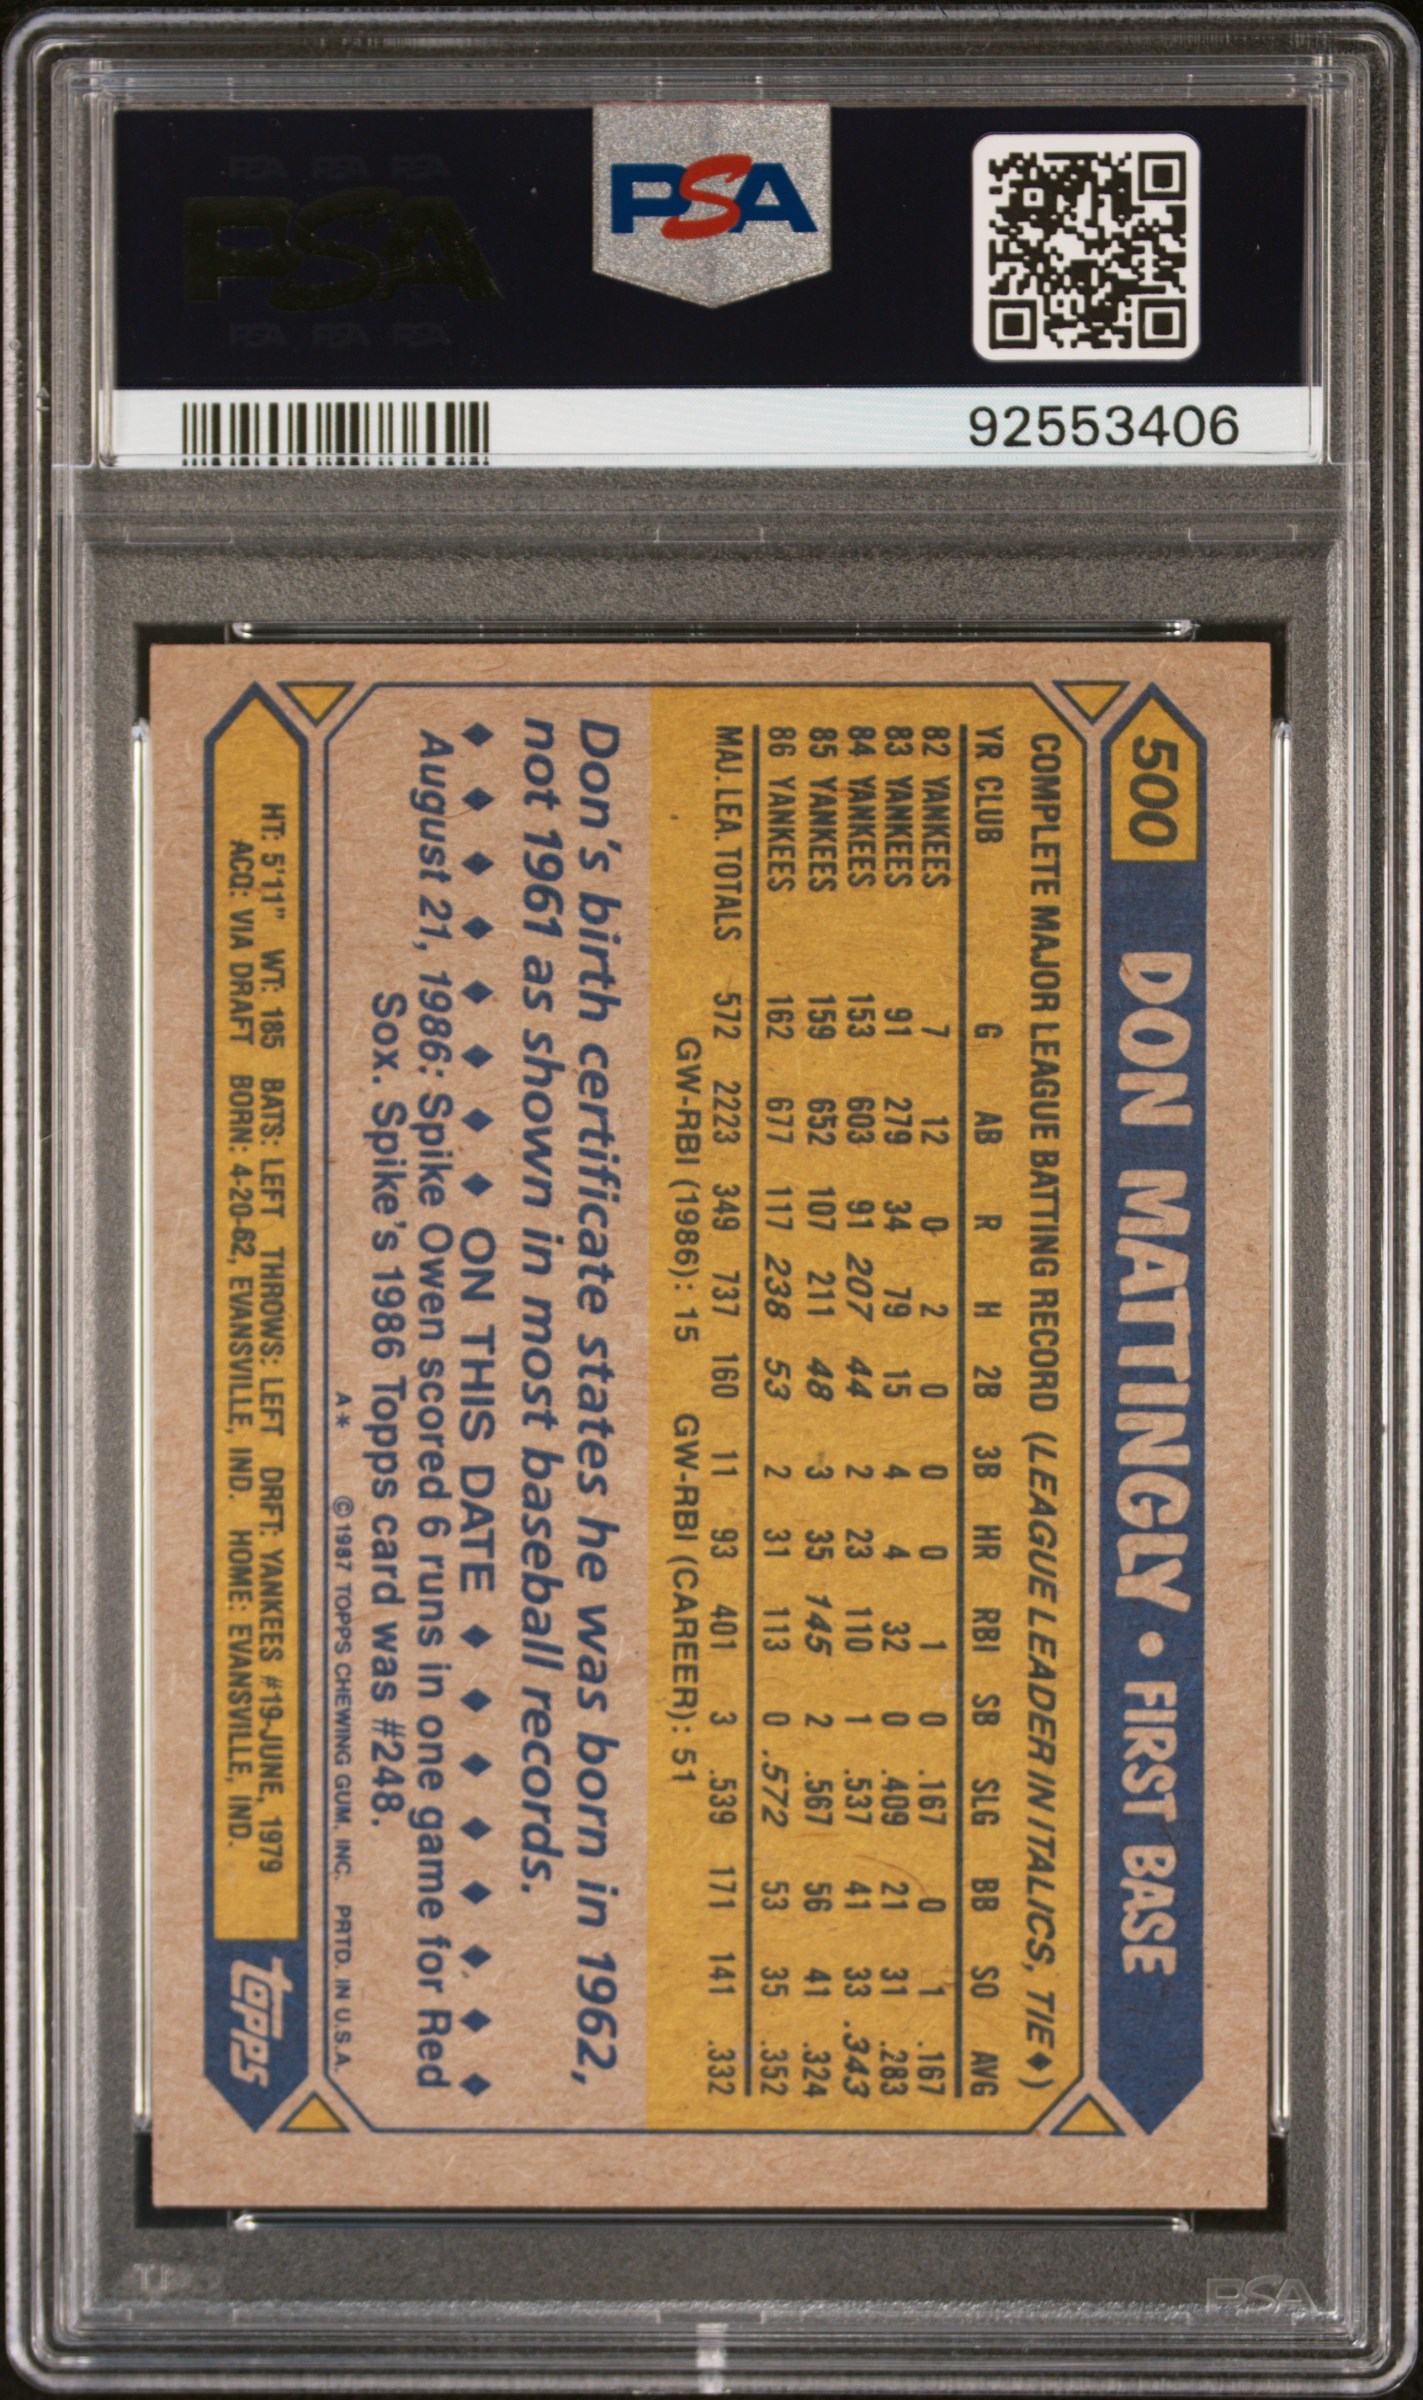 PSA PSA PSA
PSA
PSA PSA PSA
PSA
92553406
500 DON MATTINGLY • FIRST BASE
COMPLETE MAJOR LEAGUE BATTING RECORD (LEAGUE LEADER IN ITALICS, TIE ♦)
YR CLUB G AB R H 2B 3B HR RBI SB SLG BB SO AVG
82 YANKEES 7 12 0 2 0 0 0 1 0 .167 0 1 .167
83 YANKEES 91 279 34 79 15 4 4 32 0 .409 21 31 .283
84 YANKEES 153 603 91 207 44 2 23 110 1 .537 41 33 .343
85 YANKEES 159 652 107 211 48 3 35 145 2 .567 56 41 .324
86 YANKEES 162 677 117 238 53 2 31 113 0 .572 53 35 .352
MAJ. LEA. TOTALS 572 2223 349 737 160 11 93 401 3 .539 171 141 .332
GW-RBI (1986): 15 GW-RBI (CAREER): 51
Don's birth certificate states he was born in 1962,
not 1961 as shown in most baseball records.
♦ ♦ ♦ ♦ ♦ ♦ ♦ ♦ ON THIS DATE ♦ ♦ ♦ ♦ ♦ ♦ ♦ ♦
August 21, 1986: Spike Owen scored 6 runs in one game for Red
Sox. Spike's 1986 Topps card was #248.
A* © 1987 TOPPS CHEWING GUM, INC. PRTD. IN U.S.A.
HT: 5'11" WT: 185 BATS: LEFT THROWS: LEFT DRFT: YANKEES #19-JUNE, 1979
ACQ: VIA DRAFT BORN: 4-20-62, EVANSVILLE, IND. HOME: EVANSVILLE, IND.
topps
PSA